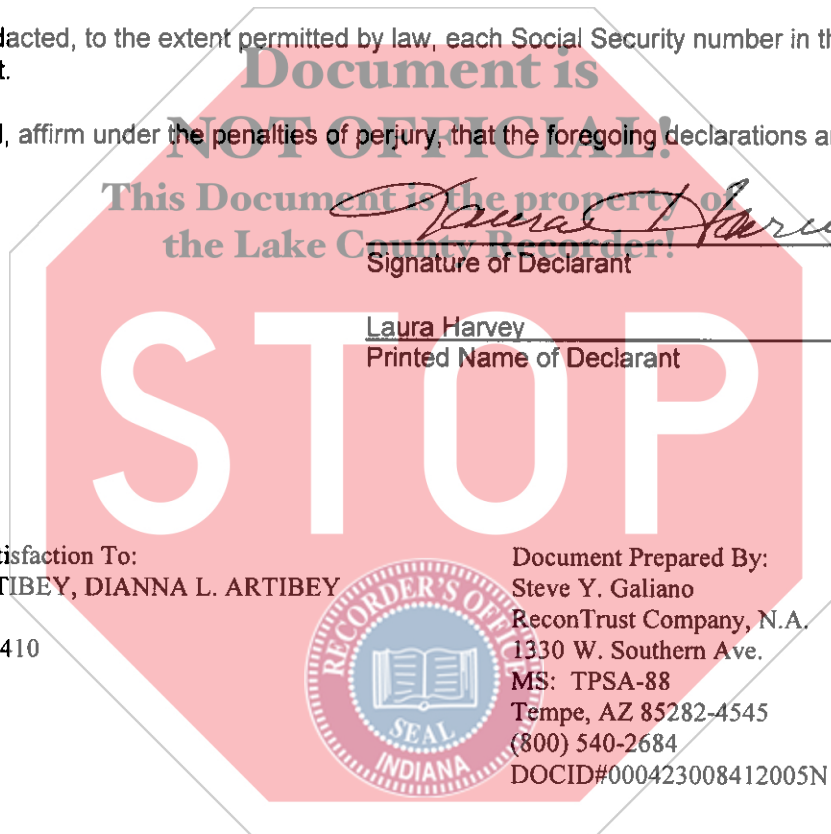 dacted, to the extent permitted by law, each Social Security number in th
t.
Document is
I, affirm under the penalties of perjury, that the foregoing declarations a
NOT OFFICIAL!
This Document is the property of
the Lake County Recorder!
Laura Harv
Signature of Declarant
Laura Harvey
Printed Name of Declarant
STOP
tisfaction To:
TIBEY, DIANNA L. ARTIBEY
410
Document Prepared By:
Steve Y. Galiano
ReconTrust Company, N.A.
1330 W. Southern Ave.
MS: TPSA-88
Tempe, AZ 85282-4545
(800) 540-2684
DOCID#000423008412005N
RECORDER'S OFFICE
SEAL
INDIANA